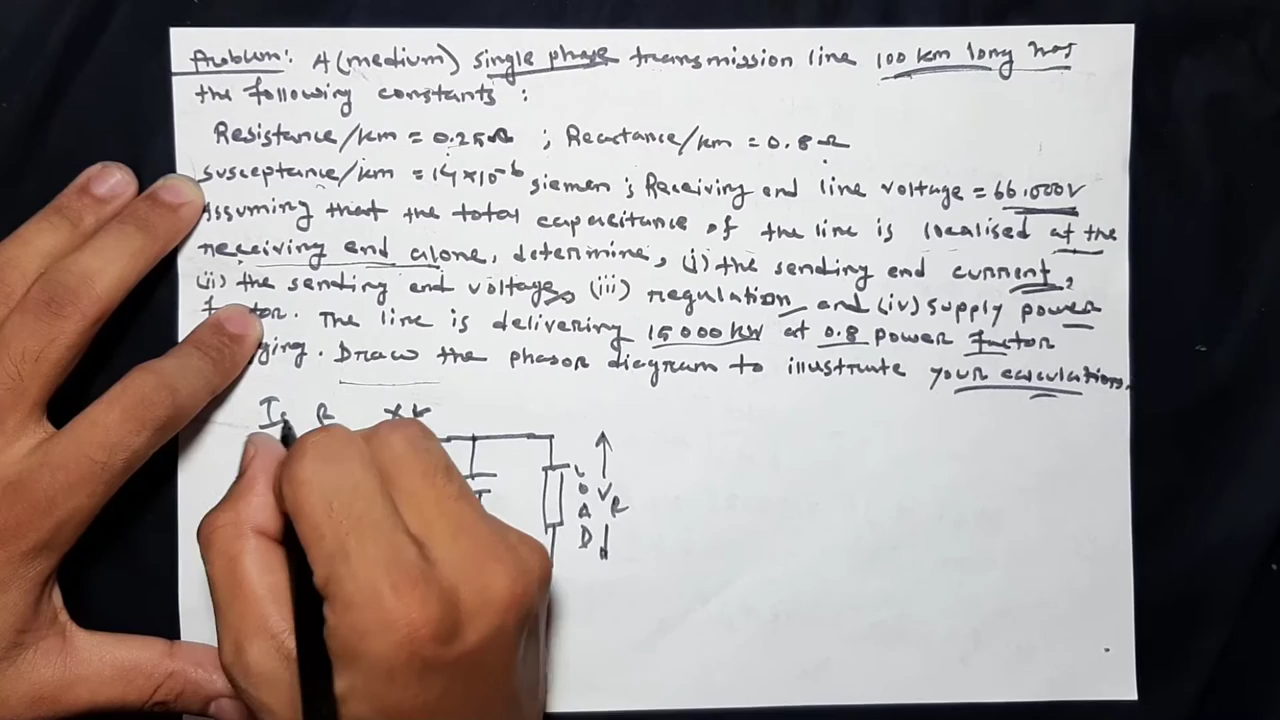 Problem: A (medium) single phase transmission line 100 km long has
the following constants :
Resistance/km = 0.25Ω ; Reactance/km = 0.8 Ω
susceptance/km = 14×10⁻⁶ siemen ; Receiving end line voltage = 66,000V
Assuming that the total capacitance of the line is localised at the
receiving end alone, determine, (i) the sending end current,
(ii) the sending end voltage, (iii) regulation and (iv) supply power
The line is delivering 15000 kW at 0.8 power factor
Draw the phasor diagram to illustrate your calculations.
Is R XL
LOAD
VR